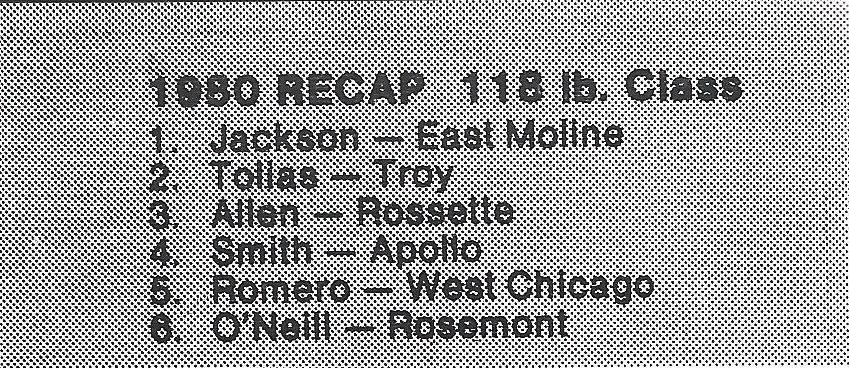 1980 RECAP 118 lb. Class
1. Jackson — East Moline
2. Tolias — Troy
3. Allen — Rossette
4. Smith — Apollo
5. Romero — West Chicago
6. O'Neill — Rosemont